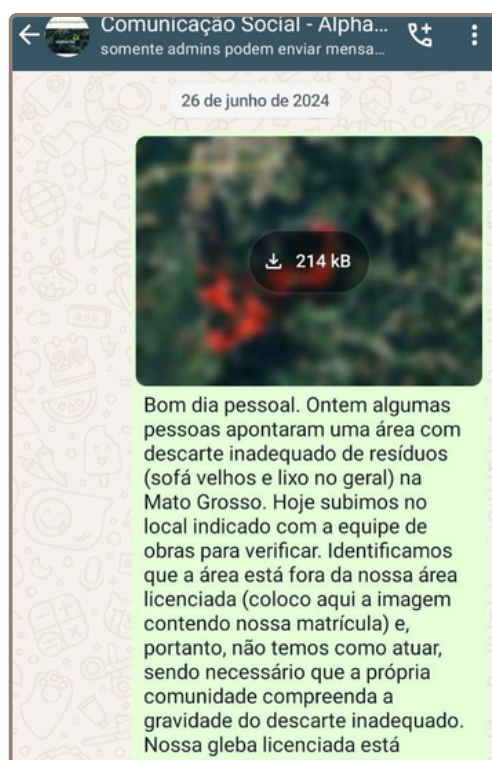 Comunicação Social - Alpha...
somente admins podem enviar mensa...
26 de junho de 2024
214 kB
Bom dia pessoal. Ontem algumas
pessoas apontaram uma área com
descarte inadequado de resíduos
(sofá velhos e lixo no geral) na
Mato Grosso. Hoje subimos no
local indicado com a equipe de
obras para verificar. Identificamos
que a área está fora da nossa área
licenciada (coloco aqui a imagem
contendo nossa matrícula) e,
portanto, não temos como atuar,
sendo necessário que a própria
comunidade compreenda a
gravidade do descarte inadequado.
Nossa gleba licenciada está